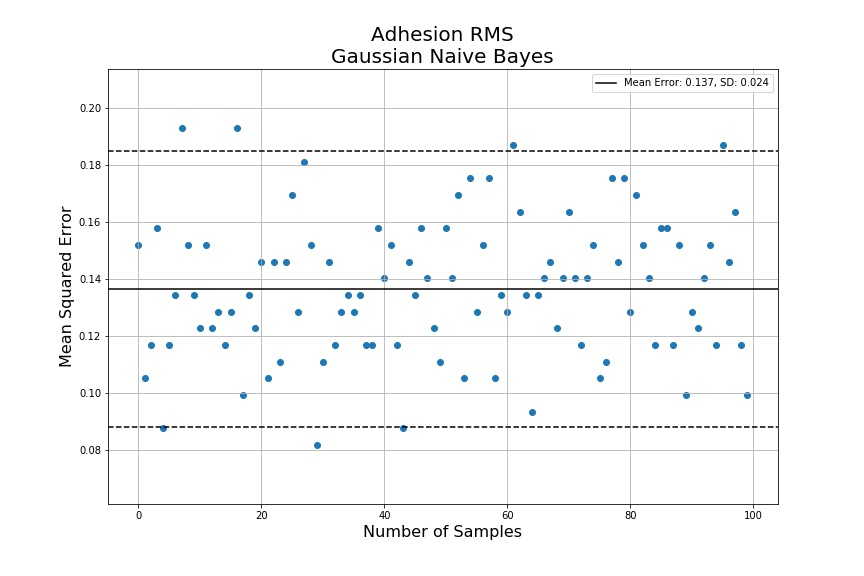 Adhesion RMS
Gaussian Naive Bayes
Mean Error: 0.137, SD: 0.024
Mean Squared Error
0.20
0.18
0.16
0.14
0.12
0.10
0.08
0 20 40 60 80 100
Number of Samples